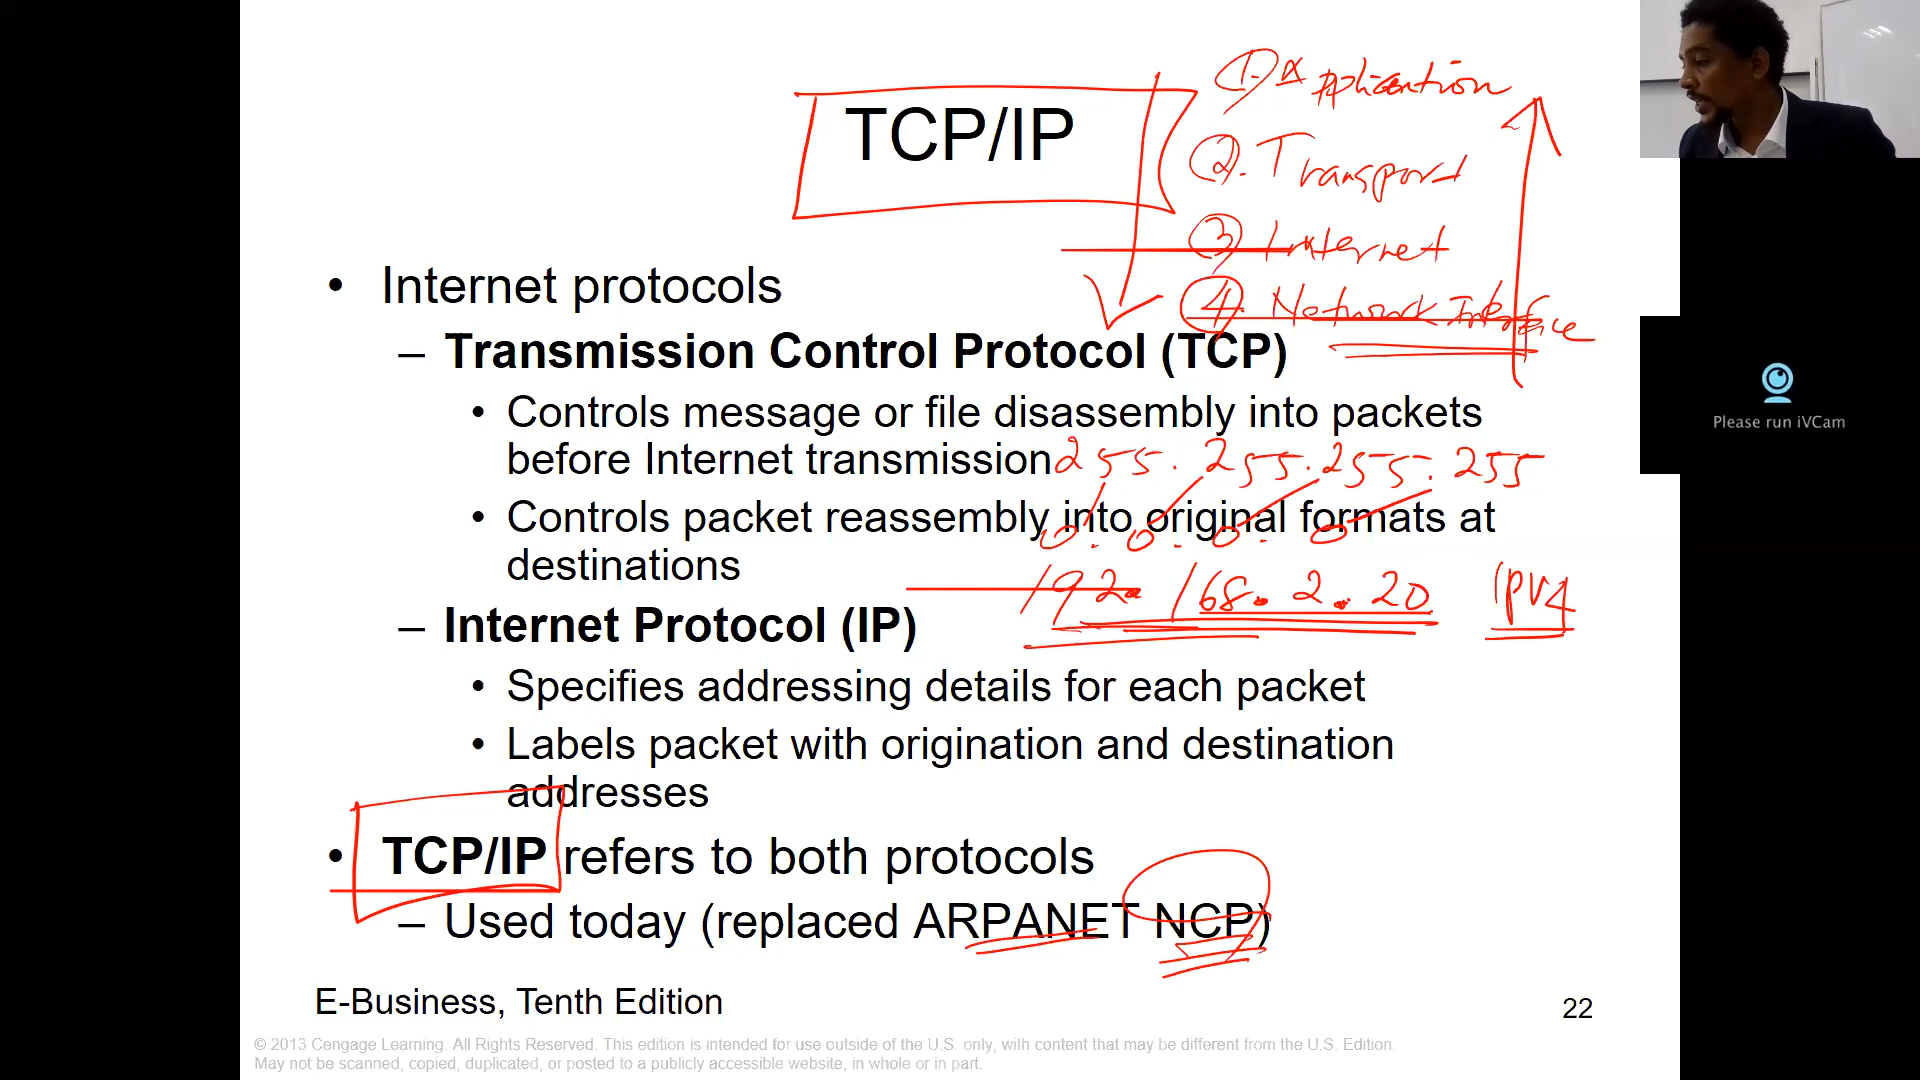 TCP/IP
1. Application
2. Transport
3 Internet
4. Network Interface
• Internet protocols
– Transmission Control Protocol (TCP)
• Controls message or file disassembly into packets
before Internet transmission
255. 255. 255. 255
• Controls packet reassembly into original formats at
0. 0. 0. 0
destinations
192. 168. 2. 20 IPV4
– Internet Protocol (IP)
• Specifies addressing details for each packet
• Labels packet with origination and destination
addresses
• TCP/IP refers to both protocols
– Used today (replaced ARPANET NCP)
E-Business, Tenth Edition
22
© 2013 Cengage Learning. All Rights Reserved. This edition is intended for use outside of the U.S. only, with content that may be different from the U.S. Edition.
May not be scanned, copied, duplicated, or posted to a publicly accessible website, in whole or in part.
Please run iVCam